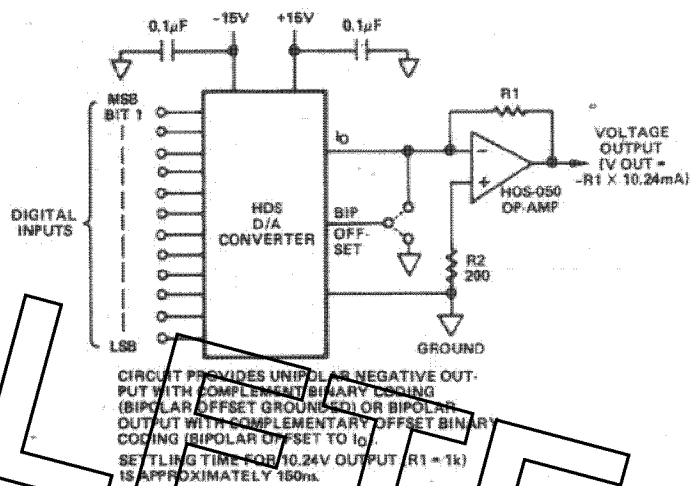 -15V +15V
0.1µF 0.1µF
MSB
BIT 1
DIGITAL
INPUTS
LSB
HDS
D/A
CONVERTER
IO
BIP
OFF-
SET
R1
HOS-050
OP-AMP
VOLTAGE
OUTPUT
(V OUT =
-R1 X 10.24mA)
R2
200
GROUND
CIRCUIT PROVIDES UNIPOLAR NEGATIVE OUT-
PUT WITH COMPLEMENT BINARY CODING
(BIPOLAR OFFSET GROUNDED) OR BIPOLAR
OUTPUT WITH COMPLEMENTARY OFFSET BINARY
CODING (BIPOLAR OFFSET TO IO).
SETTLING TIME FOR 10.24V OUTPUT (R1 = 1k)
IS APPROXIMATELY 150ns.